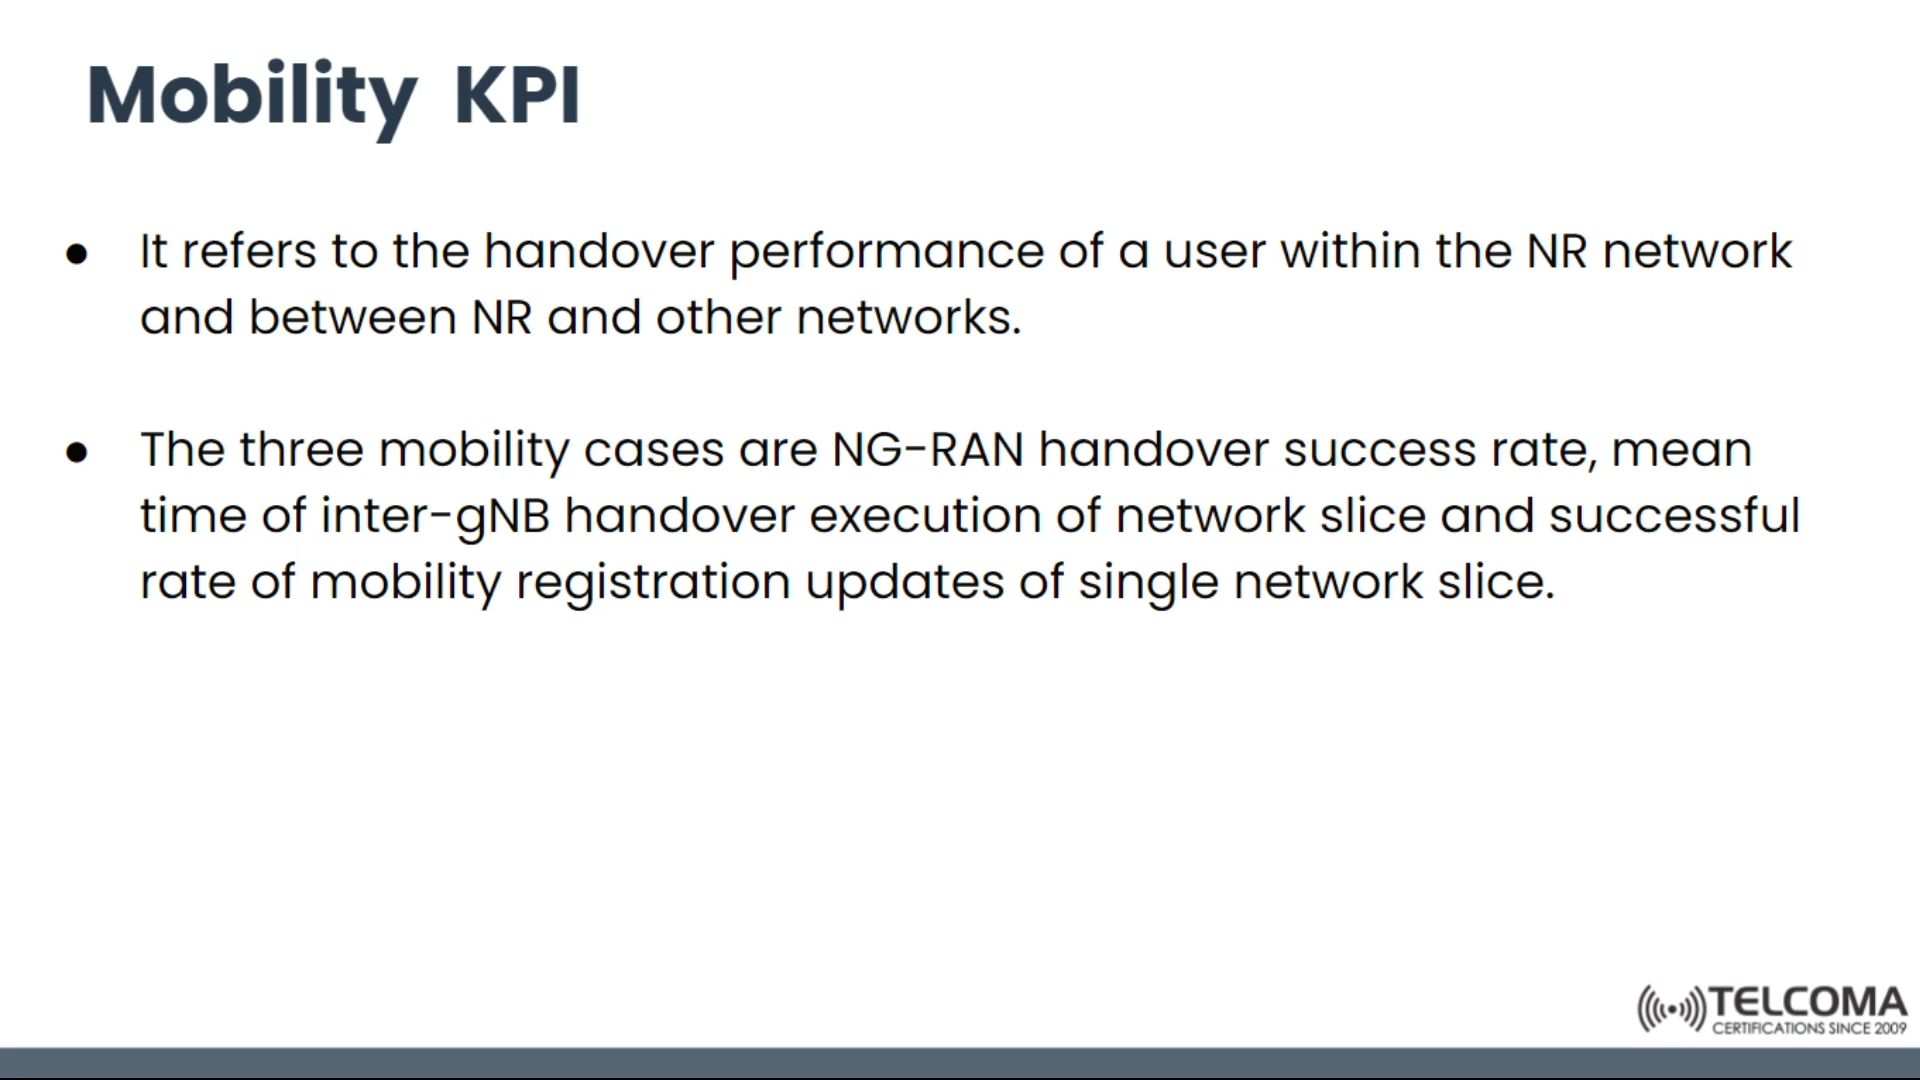 Mobility KPI
● It refers to the handover performance of a user within the NR network
and between NR and other networks.
● The three mobility cases are NG-RAN handover success rate, mean
time of inter-gNB handover execution of network slice and successful
rate of mobility registration updates of single network slice.
TELCOMA
CERTIFICATIONS SINCE 2009